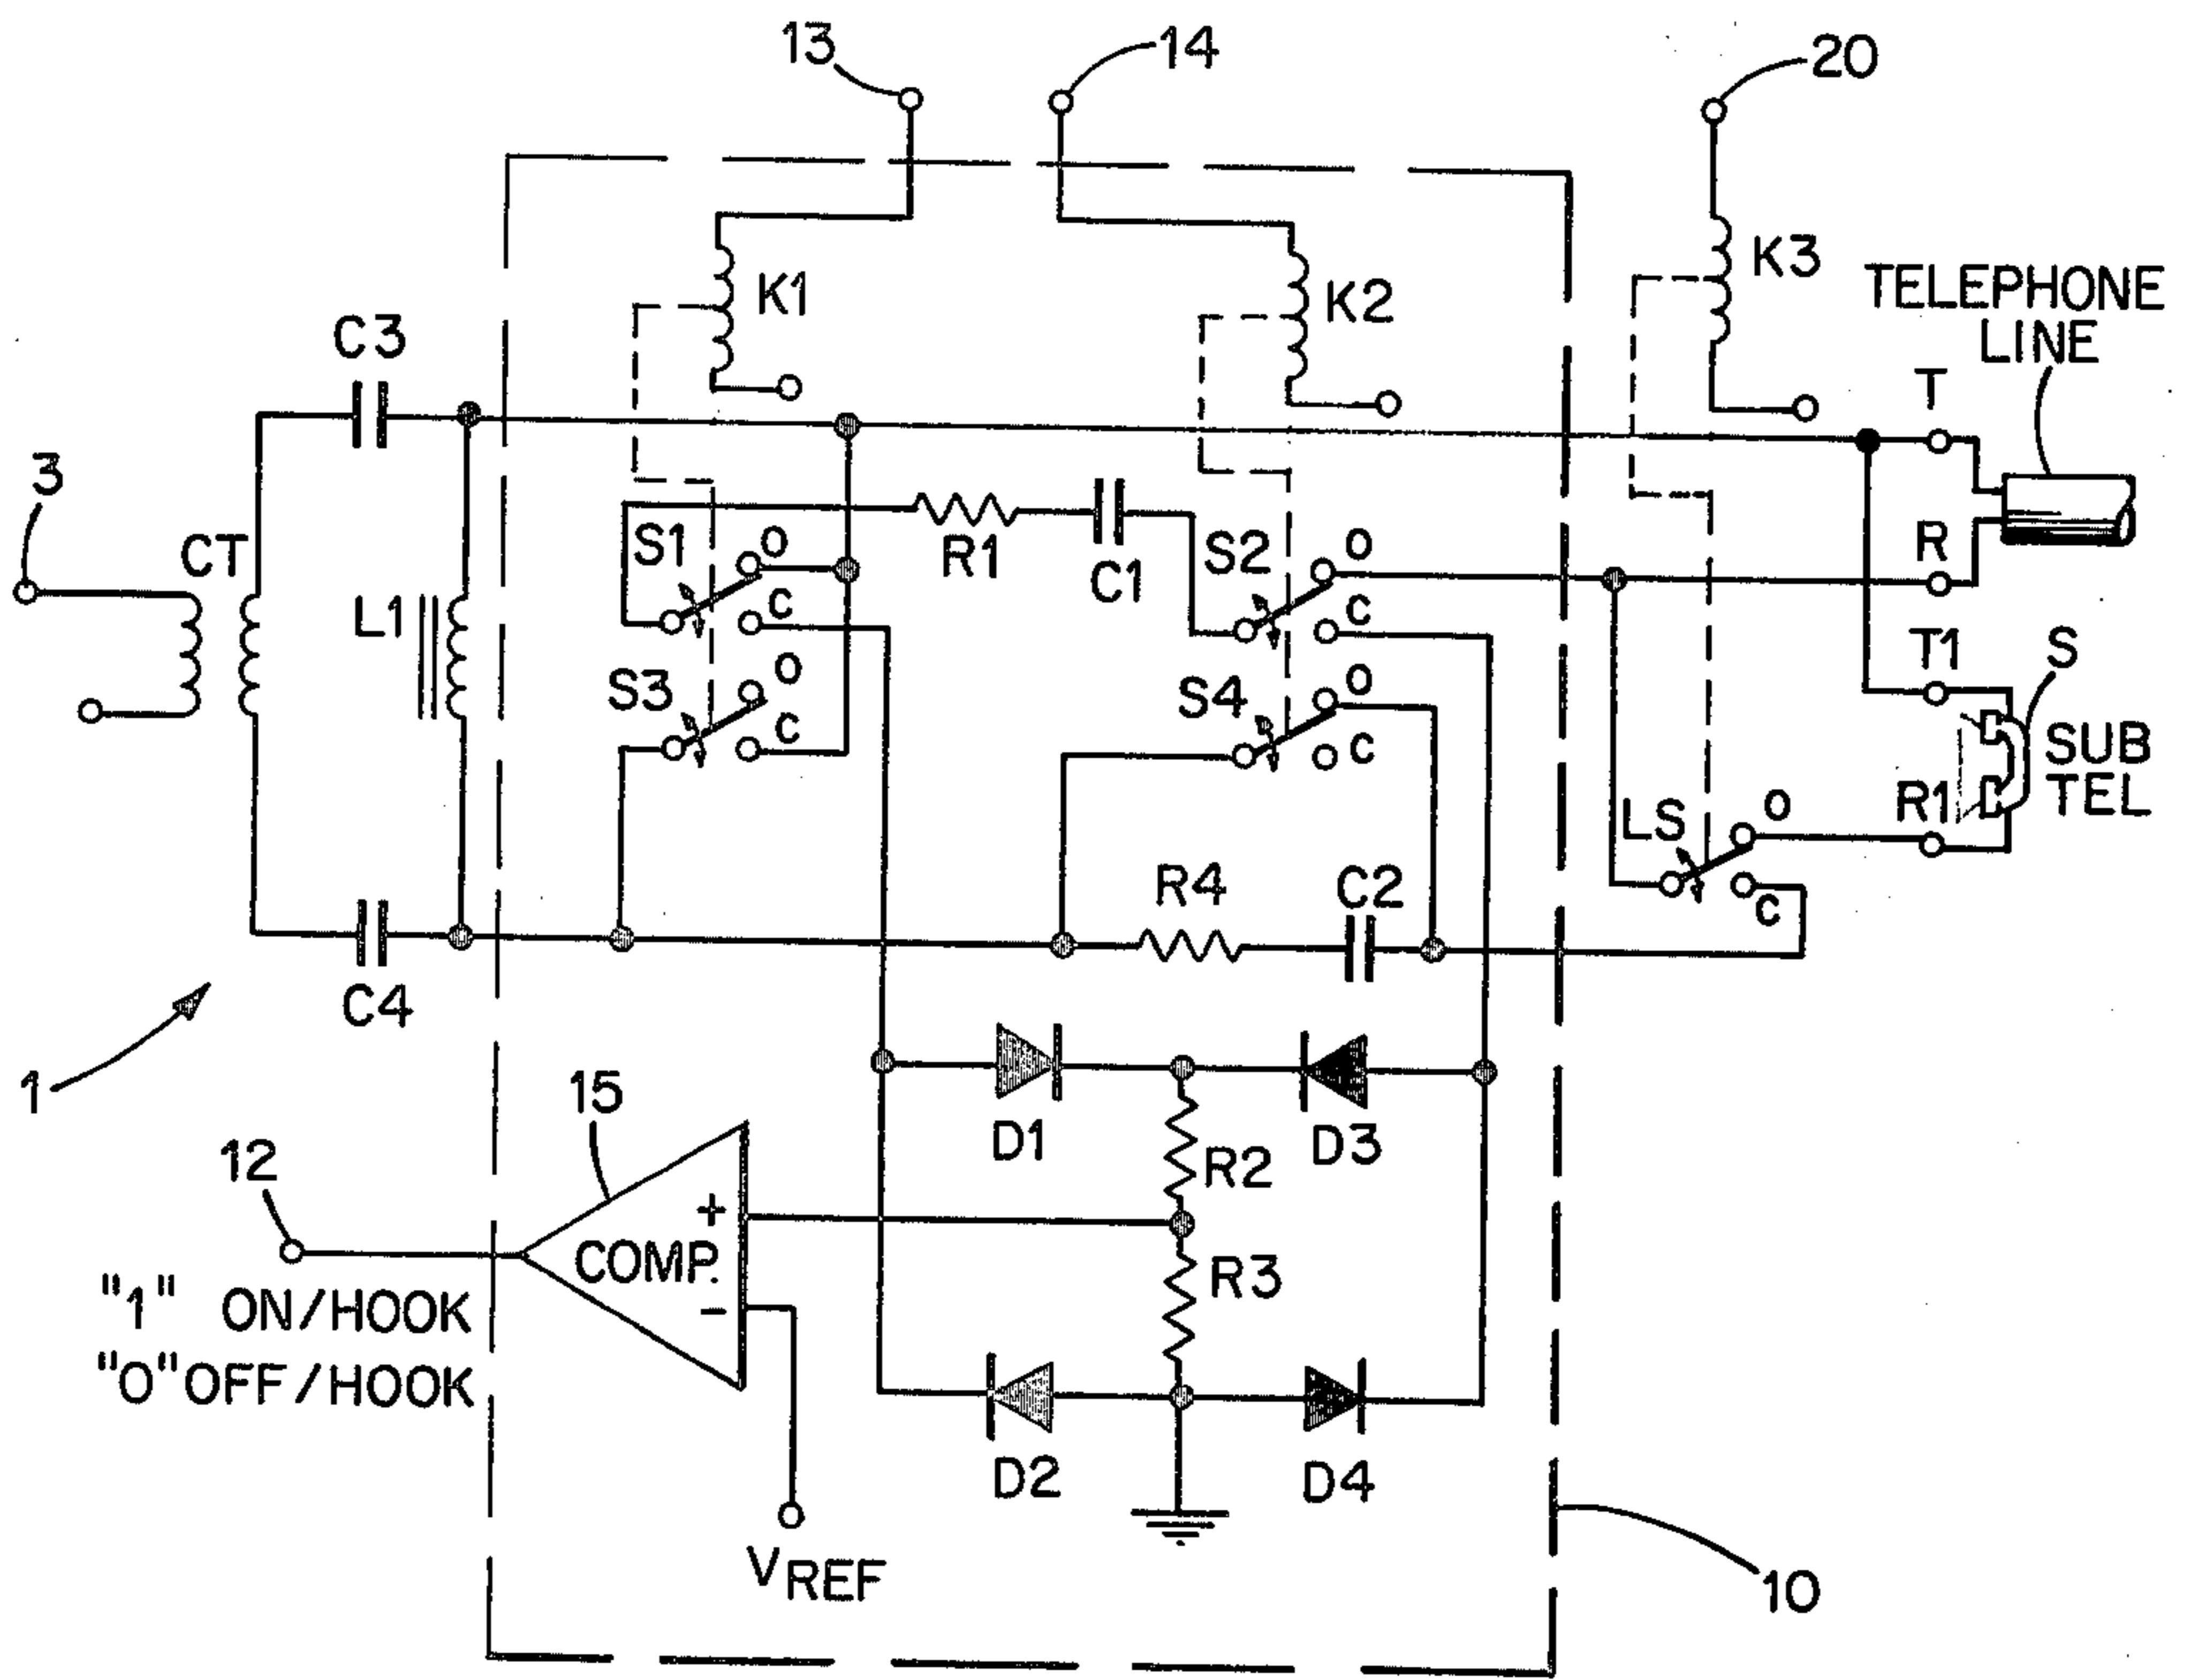 13
14
20
K1
K2
K3
TELEPHONE
LINE
C3
T
3
CT
L1
S1
O
C
R1
C1
S2
O
C
R
T1
S
S3
O
C
S4
O
C
SUB
TEL
R1
LS
O
C
R4
C2
C4
1
15
D1
D3
12
R2
+
COMP.
-
R3
"1" ON/HOOK
"0" OFF/HOOK
D2
D4
VREF
10